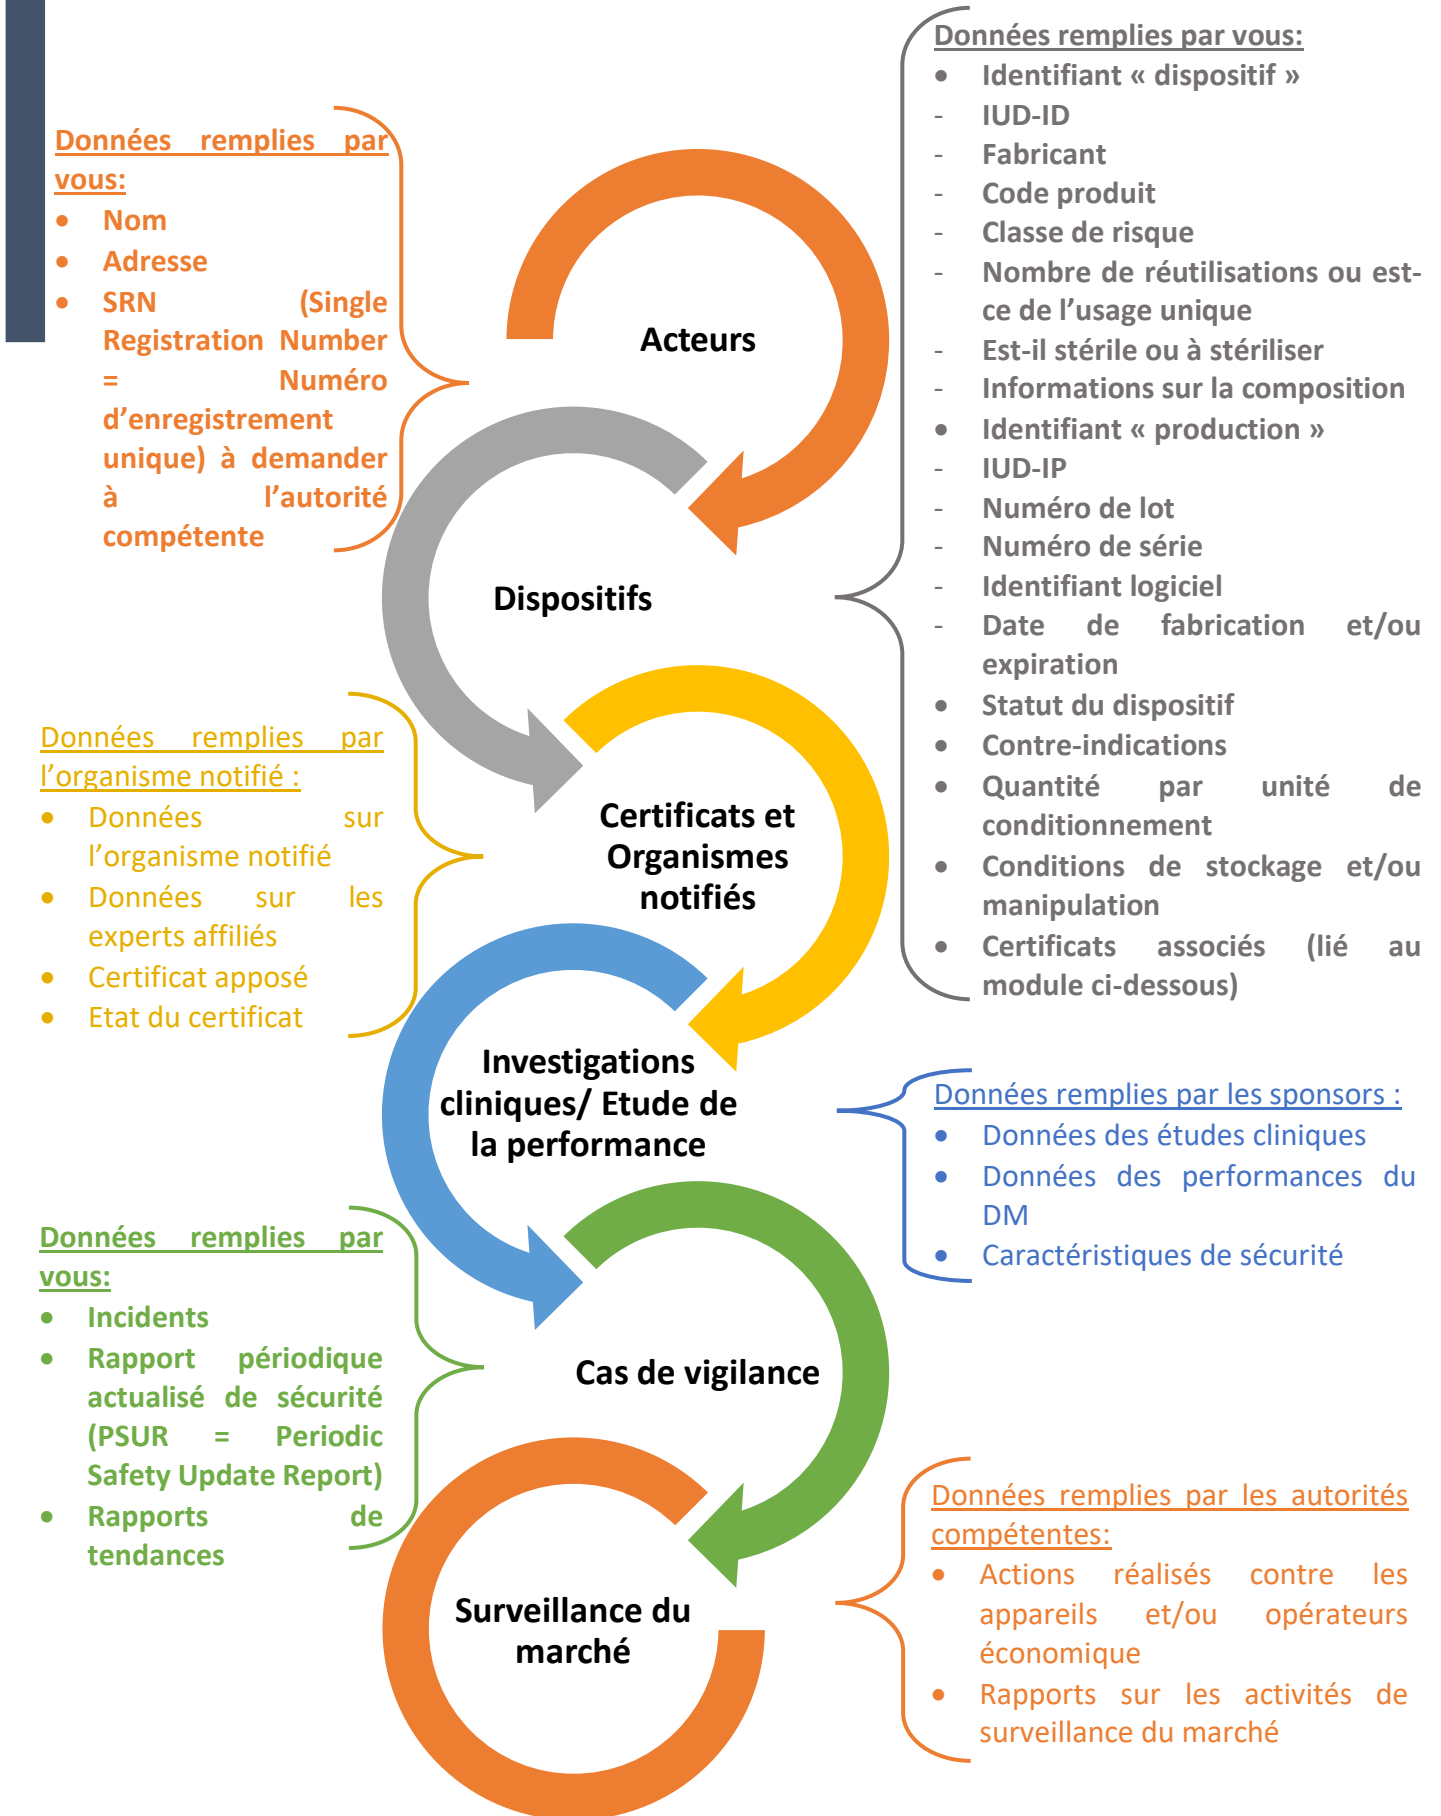 Données remplies par
vous:
• Nom
• Adresse
• SRN (Single
Registration Number
= Numéro
d’enregistrement
unique) à demander
à l’autorité
compétente
Acteurs
Données remplies par vous:
• Identifiant « dispositif »
- IUD-ID
- Fabricant
- Code produit
- Classe de risque
- Nombre de réutilisations ou est-
ce de l’usage unique
- Est-il stérile ou à stériliser
- Informations sur la composition
• Identifiant « production »
- IUD-IP
- Numéro de lot
- Numéro de série
- Identifiant logiciel
- Date de fabrication et/ou
expiration
• Statut du dispositif
• Contre-indications
• Quantité par unité de
conditionnement
• Conditions de stockage et/ou
manipulation
• Certificats associés (lié au
module ci-dessous)
Dispositifs
Données remplies par
l’organisme notifié :
• Données sur
l’organisme notifié
• Données sur les
experts affiliés
• Certificat apposé
• Etat du certificat
Certificats et
Organismes
notifiés
Investigations
cliniques/ Etude de
la performance
Données remplies par les sponsors :
• Données des études cliniques
• Données des performances du
DM
• Caractéristiques de sécurité
Données remplies par
vous:
• Incidents
• Rapport périodique
actualisé de sécurité
(PSUR = Periodic
Safety Update Report)
• Rapports de
tendances
Cas de vigilance
Surveillance du
marché
Données remplies par les autorités
compétentes:
• Actions réalisés contre les
appareils et/ou opérateurs
économique
• Rapports sur les activités de
surveillance du marché